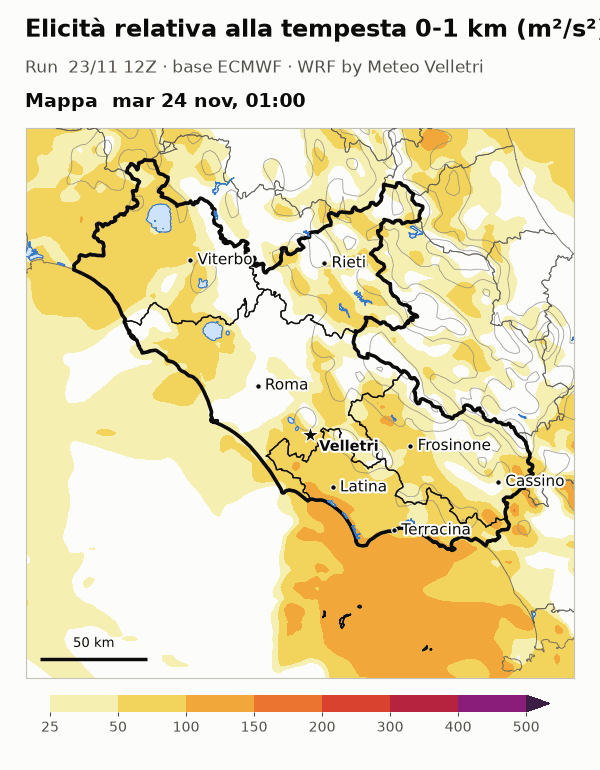 Elicità relativa alla tempesta 0-1 km (m²/s²)
Run  23/11 12Z · base ECMWF · WRF by Meteo Velletri
Mappa  mar 24 nov, 01:00
Viterbo
Rieti
Roma
Velletri
Frosinone
Cassino
Latina
Terracina
50 km
25 50 100 150 200 300 400 500